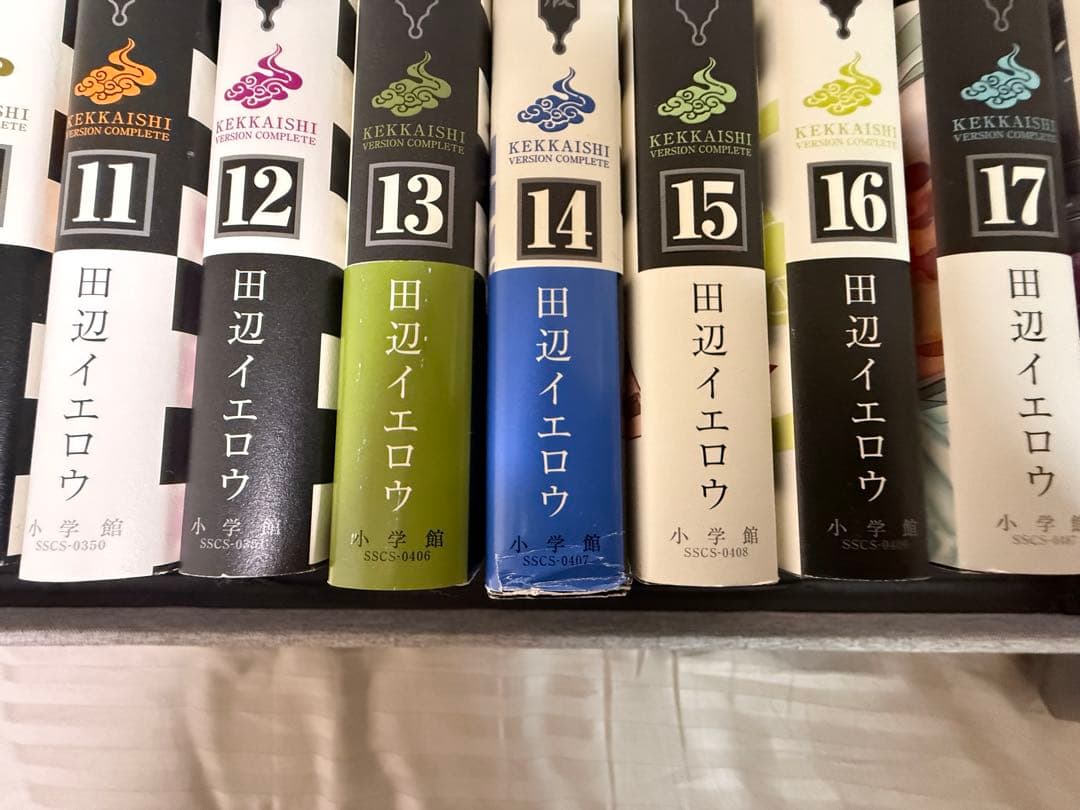 SHI
ETE
KEKKAISHI
VERSION COMPLETE
11
田辺イエロウ
小学館
SSCS-0350
KEKKAISHI
VERSION COMPLETE
12
田辺イエロウ
小学館
KEKKAISHI
VERSION COMPLETE
13
田辺イエロウ
小学館
SSCS-0406
KEKKAISHI
VERSION COMPLETE
14
田辺イエロウ
小学館
SSCS-0407
KEKKAISHI
VERSION COMPLETE
15
田辺イエロウ
小学館
SSCS-0408
KEKKAISHI
VERSION COMPLETE
16
田辺イエロウ
小学館
KEKKAISHI
VERSION COMPLETE
17
田辺イエロウ
小学館
SSCS-0487